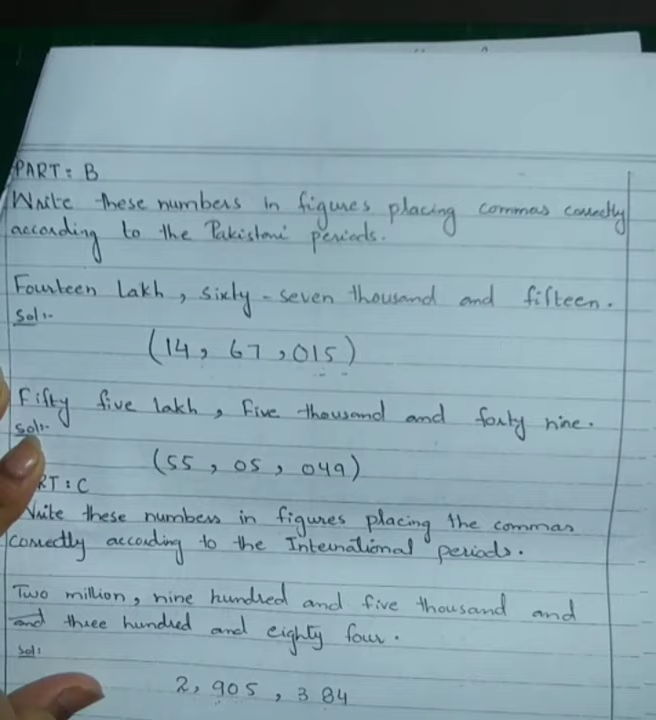 PART: B
Write these numbers in figures placing commas correctly
according to the Pakistani periods.
Fourteen Lakh, sixty-seven thousand and fifteen.
Sol:-
(14, 67, 015)
Fifty five lakh, five thousand and forty nine.
Sol:-
(55, 05, 049)
RT: C
Write these numbers in figures placing the commas
correctly according to the International periods.
Two million, nine hundred and five thousand and
and three hundred and eighty four.
Sol:
2, 905, 384